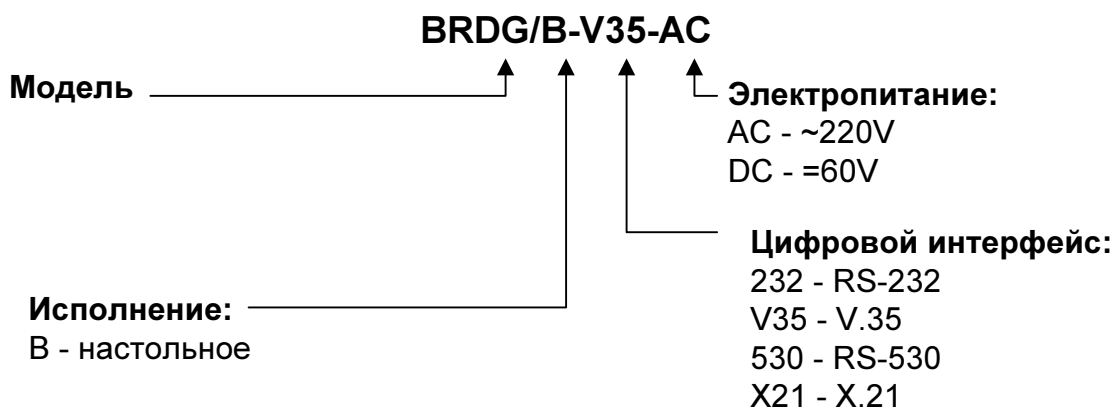 BRDG/B-V35-AC
Модель
Электропитание:
AC - ~220V
DC - =60V
Цифровой интерфейс:
232 - RS-232
V35 - V.35
530 - RS-530
X21 - X.21
Исполнение:
B - настольное